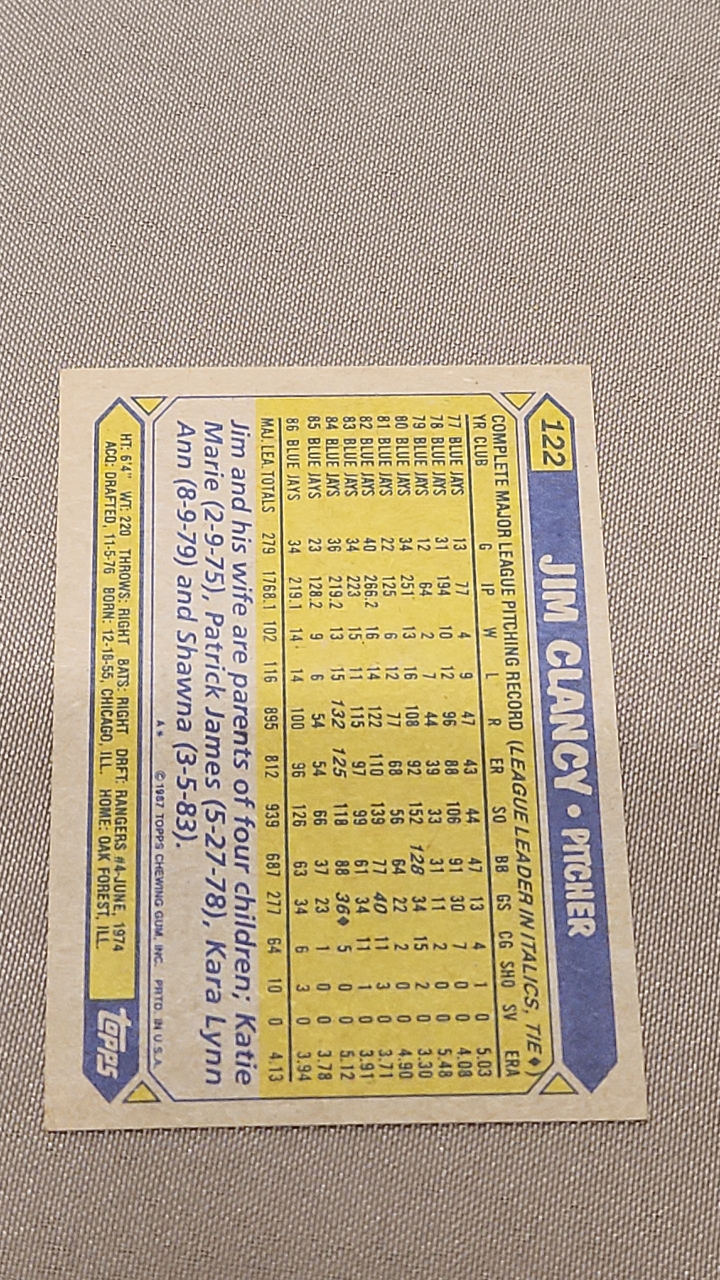 122 JIM CLANCY • PITCHER
COMPLETE MAJOR LEAGUE PITCHING RECORD (LEAGUE LEADER IN ITALICS, TIE♦)
YR CLUB G IP W L R ER SO BB GS CG SHO SV ERA
77 BLUE JAYS 13 77 4 9 47 43 44 47 13 4 1 0 5.03
78 BLUE JAYS 31 194 10 12 96 88 106 91 30 7 0 0 4.08
79 BLUE JAYS 12 64 2 7 44 39 33 31 11 2 0 0 5.48
80 BLUE JAYS 34 251 13 16 108 92 152 128 34 15 2 0 3.30
81 BLUE JAYS 22 125 6 12 77 68 56 64 22 2 0 0 4.90
82 BLUE JAYS 40 266.2 16 14 122 110 139 77 40 11 3 0 3.71
83 BLUE JAYS 34 223 15 11 115 97 99 61 34 11 1 0 3.91
84 BLUE JAYS 36 219.2 13 15 132 125 118 88 36♦ 5 0 0 5.12
85 BLUE JAYS 23 128.2 9 6 54 54 66 37 23 1 0 0 3.78
86 BLUE JAYS 34 219.1 14 14 100 96 126 63 34 6 3 0 3.94
MAJ. LEA. TOTALS 279 1768.1 102 116 895 812 939 687 277 64 10 0 4.13
Jim and his wife are parents of four children; Katie
Marie (2-9-75), Patrick James (5-27-78), Kara Lynn
Ann (8-9-79) and Shawna (3-5-83).
A* © 1987 TOPPS CHEWING GUM, INC. PRTD. IN U.S.A.
HT: 6'4" WT: 220 THROWS: RIGHT BATS: RIGHT DRFT: RANGERS #4-JUNE, 1974
ACQ: DRAFTED, 11-5-76 BORN: 12-18-55, CHICAGO, ILL. HOME: OAK FOREST, ILL.
topps